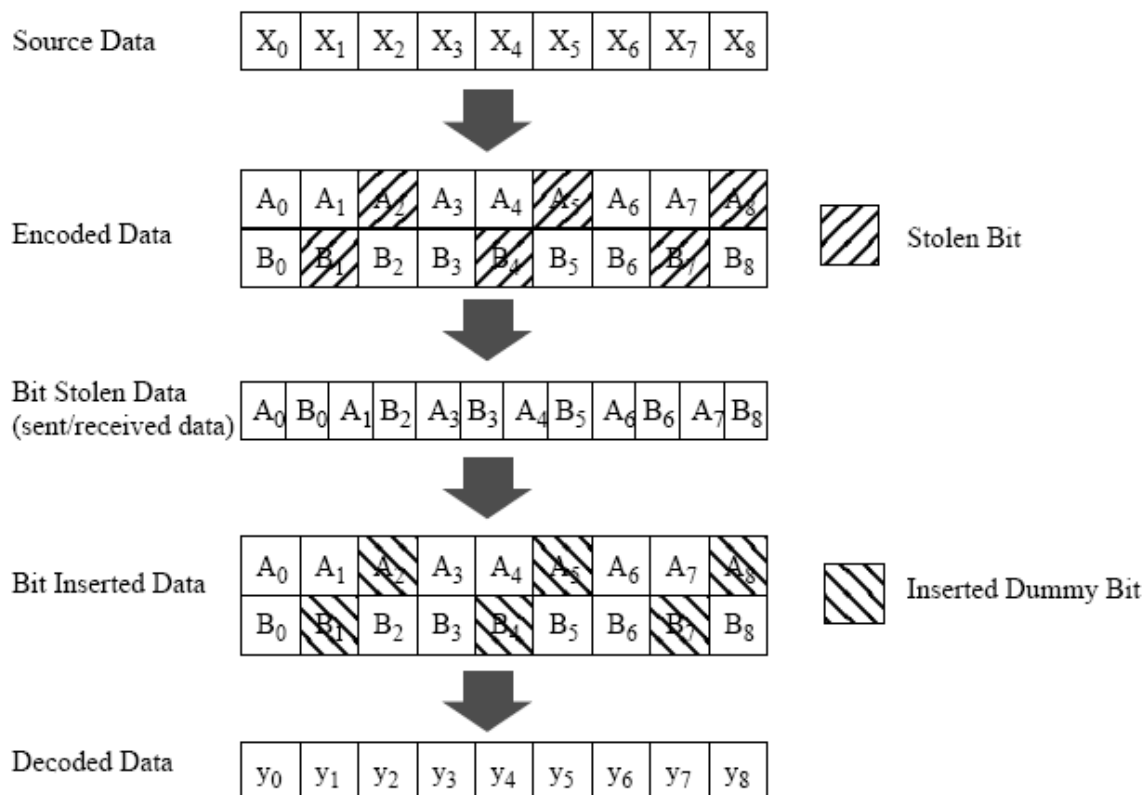 Source Data X₀ X₁ X₂ X₃ X₄ X₅ X₆ X₇ X₈
A₀ A₁ A₂ A₃ A₄ A₅ A₆ A₇ A₈
Encoded Data
Stolen Bit
B₀ B₁ B₂ B₃ B₄ B₅ B₆ B₇ B₈
Bit Stolen Data
(sent/received data)
A₀ B₀ A₁ B₂ A₃ B₃ A₄ B₅ A₆ B₆ A₇ B₈
A₀ A₁ A₂ A₃ A₄ A₅ A₆ A₇ A₈
Bit Inserted Data
Inserted Dummy Bit
B₀ B₁ B₂ B₃ B₄ B₅ B₆ B₇ B₈
Decoded Data y₀ y₁ y₂ y₃ y₄ y₅ y₆ y₇ y₈